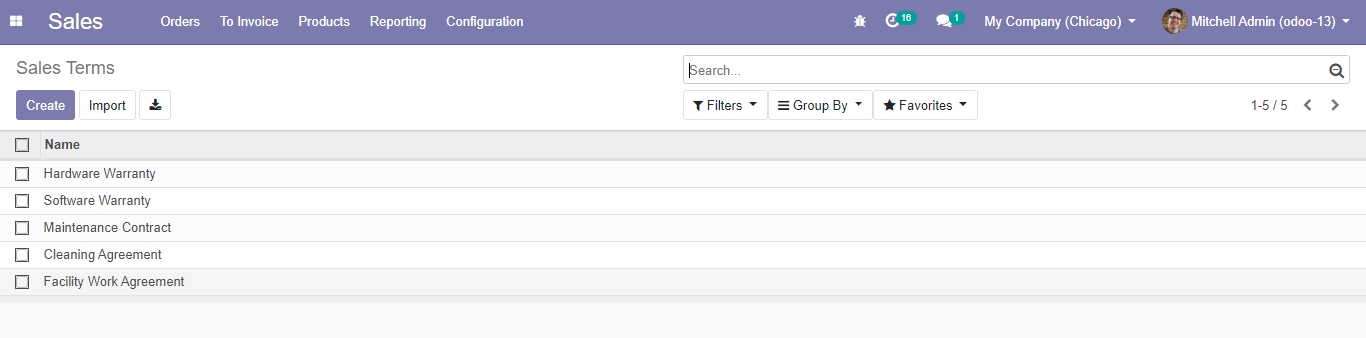 Sales Orders To Invoice Products Reporting Configuration 16 1 My Company (Chicago) Mitchell Admin (odoo-13)
Sales Terms Search...
Create Import Filters Group By Favorites 1-5 / 5
Name
Hardware Warranty
Software Warranty
Maintenance Contract
Cleaning Agreement
Facility Work Agreement